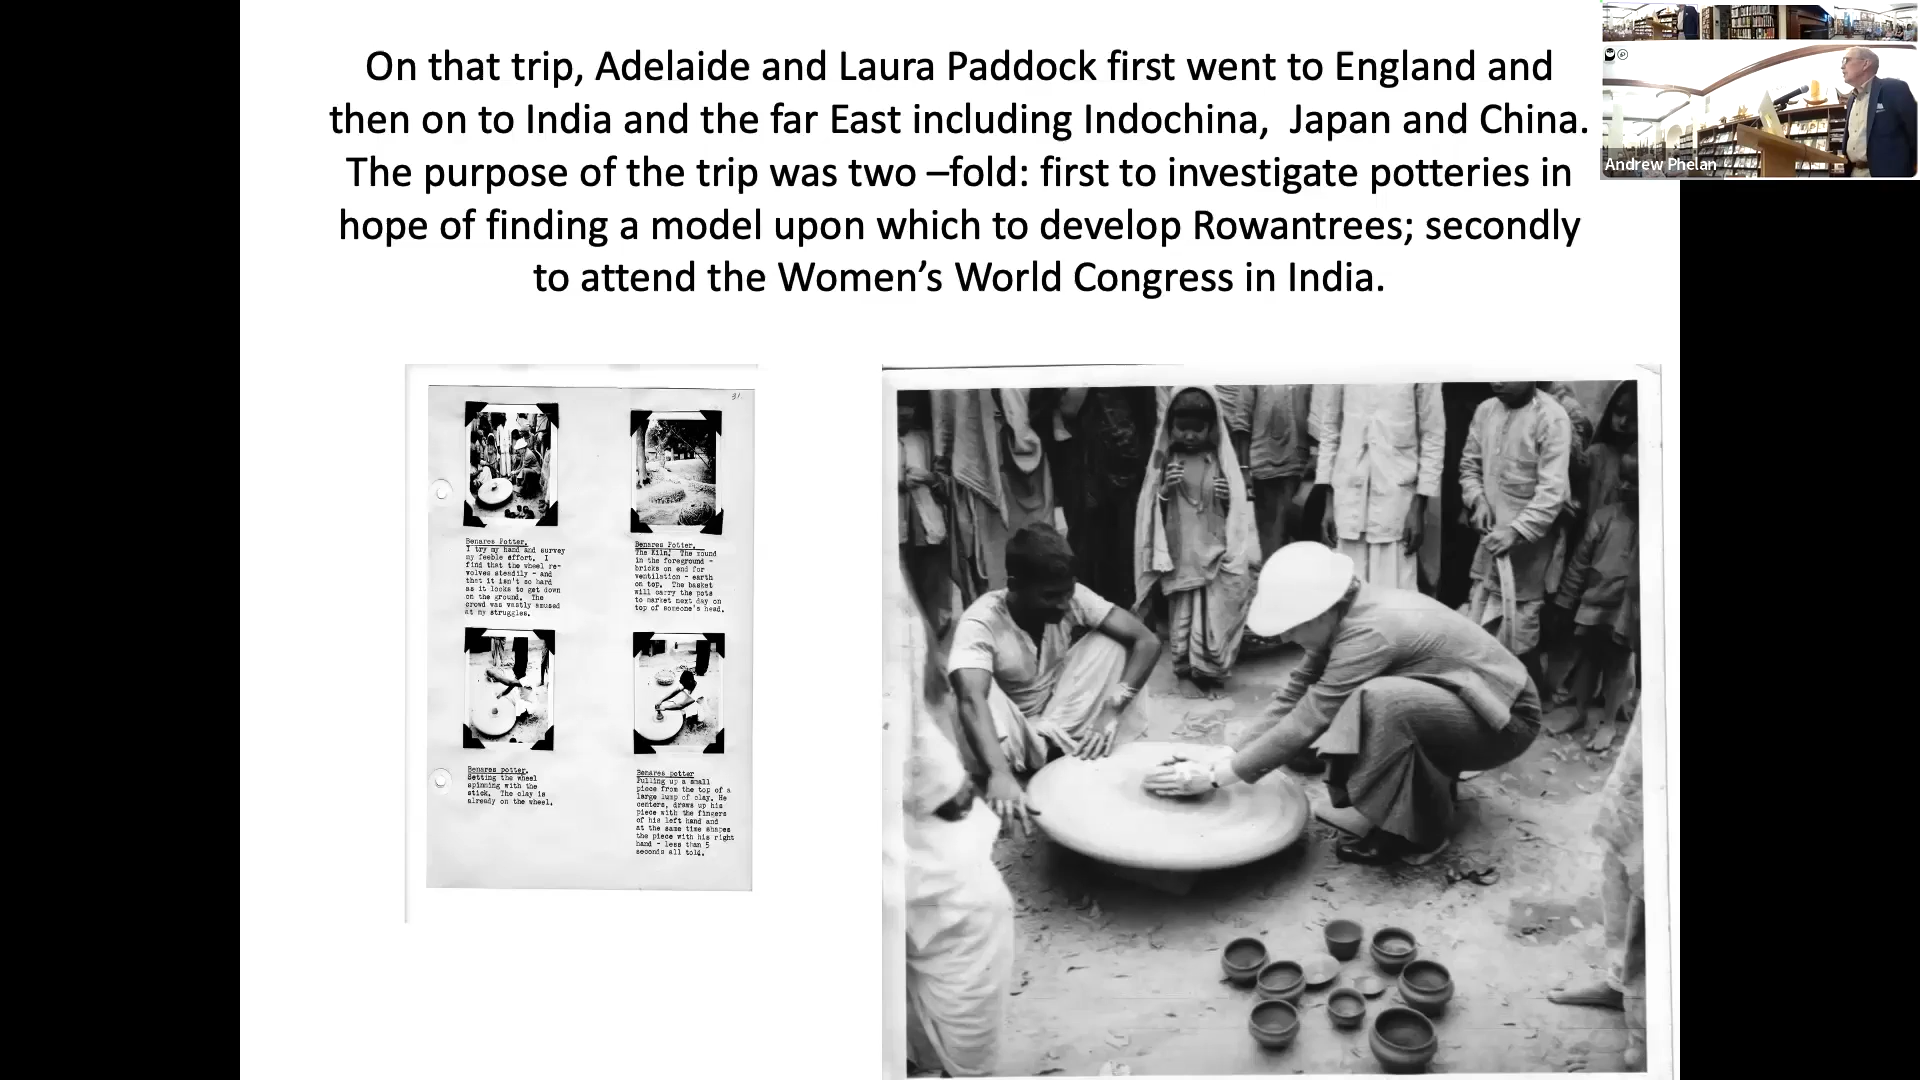 On that trip, Adelaide and Laura Paddock first went to England and
then on to India and the far East including Indochina,  Japan and China.
The purpose of the trip was two –fold: first to investigate potteries in
hope of finding a model upon which to develop Rowantrees; secondly
to attend the Women’s World Congress in India.
Andrew Phelan
31
Benares Potter.
I try my hand and survey
my feeble effort. I
find that the wheel re-
volves steadily - and
that it isn't so hard
as it looks to get down
on the ground. The
crowd was vastly amused
at my struggles.
Benares Potter.
The Kiln. The round
in the foreground -
bricks on end for
ventilation - earth
on top. The basket
will carry the pots
to market next day on
top of someone's head.
Benares potter.
Setting the wheel
spinning with the
stick. The clay is
already on the wheel.
Benares potter
Pulling up a small
piece from the top of a
large lump of clay. He
centers, draws up his
piece with the fingers
of his left hand and
at the same time shapes
the piece with his right
hand - less than 5
seconds all told.